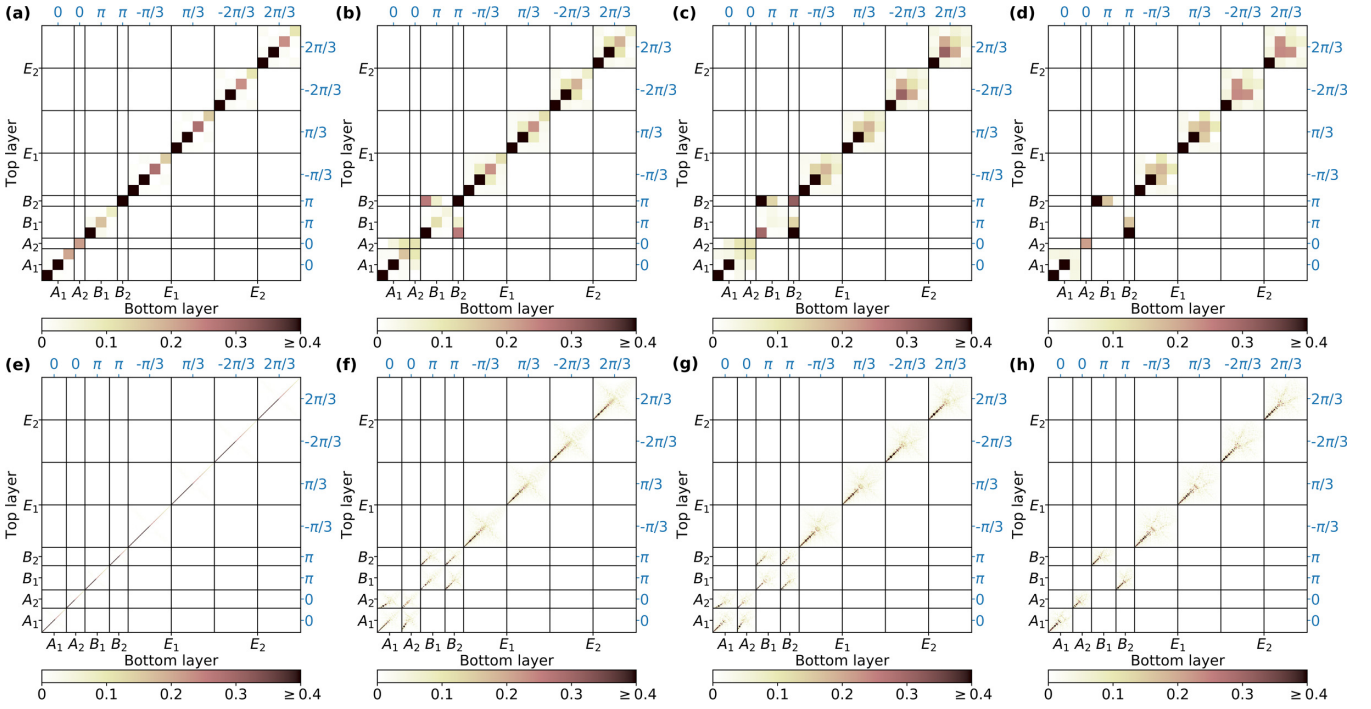 (a) 0 0 π π -π/3 π/3 -2π/3 2π/3
Top layer
E₂ E₁ B₂ B₁ A₂ A₁
2π/3 -2π/3 π/3 -π/3 π π 0 0
A₁ A₂ B₁ B₂ E₁ E₂
Bottom layer
0 0.1 0.2 0.3 ≥0.4
(b) 0 0 π π -π/3 π/3 -2π/3 2π/3
Top layer
E₂ E₁ B₂ B₁ A₂ A₁
2π/3 -2π/3 π/3 -π/3 π π 0 0
A₁ A₂ B₁ B₂ E₁ E₂
Bottom layer
0 0.1 0.2 0.3 ≥0.4
(c) 0 0 π π -π/3 π/3 -2π/3 2π/3
Top layer
E₂ E₁ B₂ B₁ A₂ A₁
2π/3 -2π/3 π/3 -π/3 π π 0 0
A₁ A₂ B₁ B₂ E₁ E₂
Bottom layer
0 0.1 0.2 0.3 ≥0.4
(d) 0 0 π π -π/3 π/3 -2π/3 2π/3
Top layer
E₂ E₁ B₂ B₁ A₂ A₁
2π/3 -2π/3 π/3 -π/3 π π 0 0
A₁ A₂ B₁ B₂ E₁ E₂
Bottom layer
0 0.1 0.2 0.3 ≥0.4
(e) 0 0 π π -π/3 π/3 -2π/3 2π/3
Top layer
E₂ E₁ B₂ B₁ A₂ A₁
2π/3 -2π/3 π/3 -π/3 π π 0 0
A₁ A₂ B₁ B₂ E₁ E₂
Bottom layer
0 0.1 0.2 0.3 ≥0.4
(f) 0 0 π π -π/3 π/3 -2π/3 2π/3
Top layer
E₂ E₁ B₂ B₁ A₂ A₁
2π/3 -2π/3 π/3 -π/3 π π 0 0
A₁ A₂ B₁ B₂ E₁ E₂
Bottom layer
0 0.1 0.2 0.3 ≥0.4
(g) 0 0 π π -π/3 π/3 -2π/3 2π/3
Top layer
E₂ E₁ B₂ B₁ A₂ A₁
2π/3 -2π/3 π/3 -π/3 π π 0 0
A₁ A₂ B₁ B₂ E₁ E₂
Bottom layer
0 0.1 0.2 0.3 ≥0.4
(h) 0 0 π π -π/3 π/3 -2π/3 2π/3
Top layer
E₂ E₁ B₂ B₁ A₂ A₁
2π/3 -2π/3 π/3 -π/3 π π 0 0
A₁ A₂ B₁ B₂ E₁ E₂
Bottom layer
0 0.1 0.2 0.3 ≥0.4